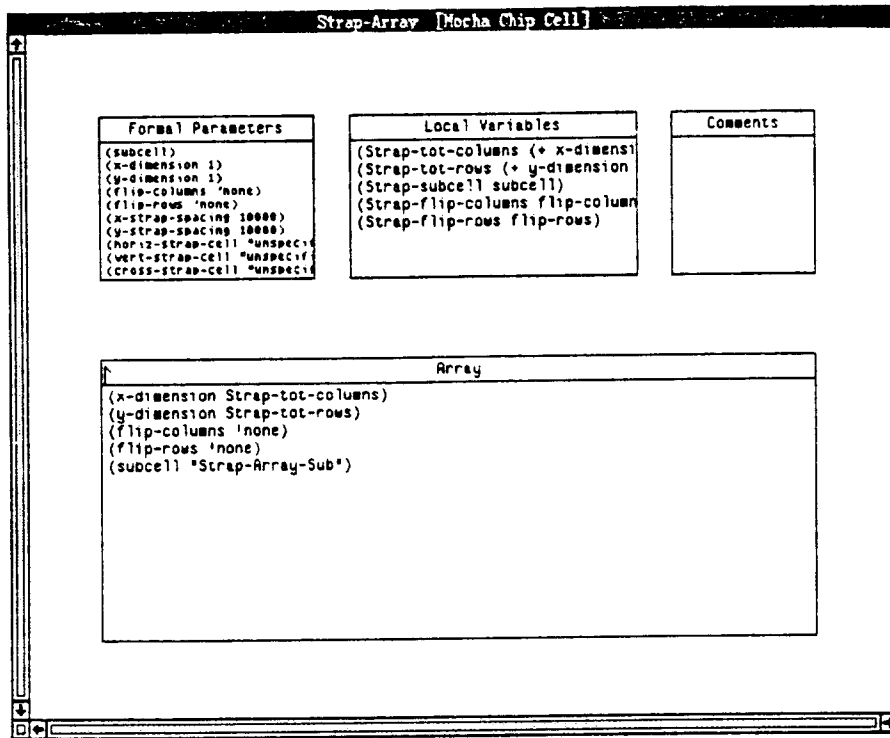 Strap-Array [Mocha Chip Cell]
Formal Parameters
(subcell)
(x-dimension 1)
(y-dimension 1)
(flip-columns 'none)
(flip-rows 'none)
(x-strap-spacing 10000)
(y-strap-spacing 10000)
(horiz-strap-cell "unspecif
(vert-strap-cell "unspecif
(cross-strap-cell "unspecif
Local Variables
(Strap-tot-columns (+ x-dimensi
(Strap-tot-rows (+ y-dimension
(Strap-subcell subcell)
(Strap-flip-columns flip-column
(Strap-flip-rows flip-rows)
Comments
Array
(x-dimension Strap-tot-columns)
(y-dimension Strap-tot-rows)
(flip-columns 'none)
(flip-rows 'none)
(subcell "Strap-Array-Sub")